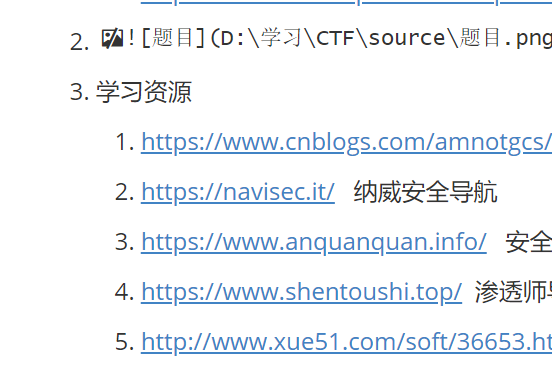 2. ![题目](D:\学习\CTF\source\题目.png
3. 学习资源
1. https://www.cnblogs.com/amnotgcs/
2. https://navisec.it/ 纳威安全导航
3. https://www.anquanquan.info/ 安全
4. https://www.shentoushi.top/ 渗透师
5. http://www.xue51.com/soft/36653.ht